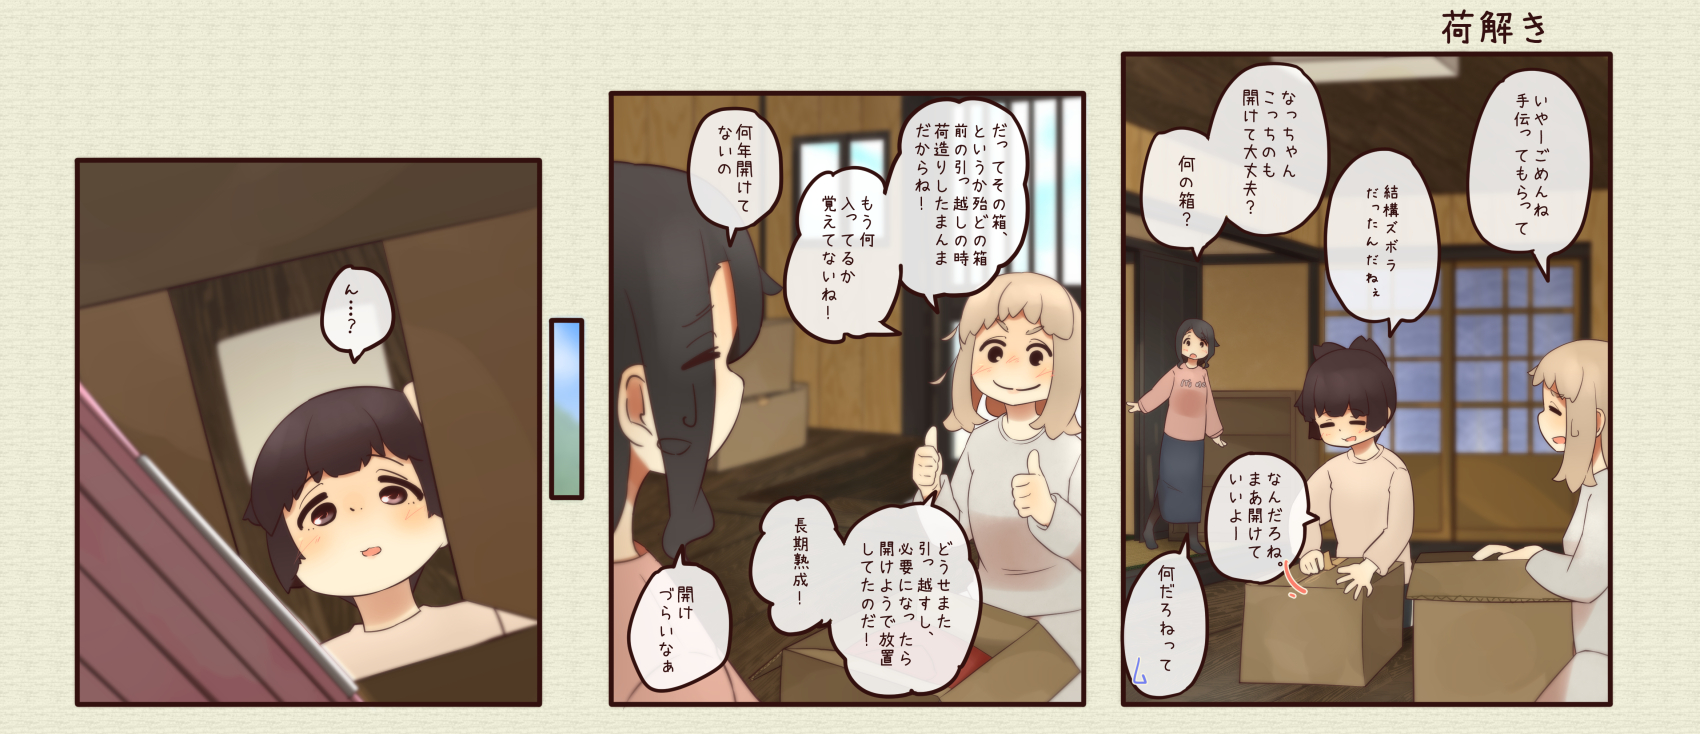 荷解き
いやーごめんね
手伝ってもらって
結構ズボラ
だったんだねぇ
なっちゃん
こっちのも
開けて大丈夫?
何の箱?
なんだろね。
まあ開けて
いいよー
何だろねって
だってその箱、
というか殆どの箱
前の引っ越しの時
荷造りしたまんま
だからね!
もう何
入ってるか
覚えてないね!
何年開けて
ないの
どうせまた
引っ越すし、
必要になったら
開けようで放置
してたのだ!
長期熟成!
開け
づらいなぁ
ん…?